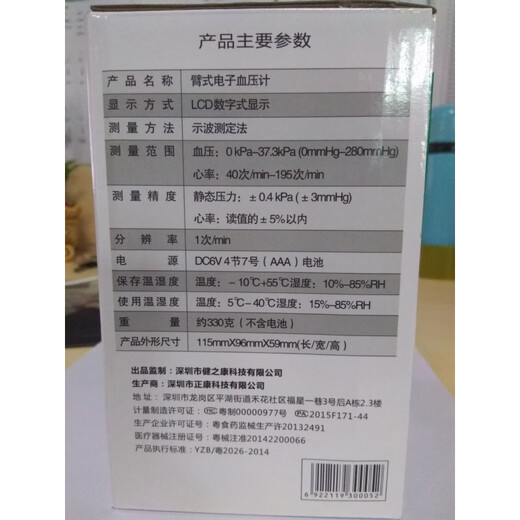 产品主要参数
产品名称 臂式电子血压计
显示方式 LCD数字式显示
测量方法 示波测定法
测量范围 血压：0 kPa-37.3kPa (0mmHg-280mmHg)
心率：40次/min-195次/min
测量精度 静态压力：± 0.4 kPa ( ± 3mmHg)
心率：读值的 ± 5%以内
分辨率 1次/min
电源 DC6V 4节7号（AAA）电池
保存温湿度 温度：-10℃+55℃湿度：10%-85%RH
使用温湿度 温度：5℃-40℃湿度：15%-85%RH
重量 约330克（不含电池）
产品外形尺寸 115mmX96mmX59mm(长/宽/高)
出品监制：深圳市健之康科技有限公司
生产商：深圳市正康科技有限公司
地址：深圳市龙岗区平湖街道禾花社区福星一巷3号后A栋2.3楼
计量制造许可证：粤制00000977号 2015F171-44
生产企业许可证号：粤食药监械生产许20132491
医疗器械注册证号：粤械注准20142200066
产品执行标准：YZB/粤2026-2014
6 922119 300052